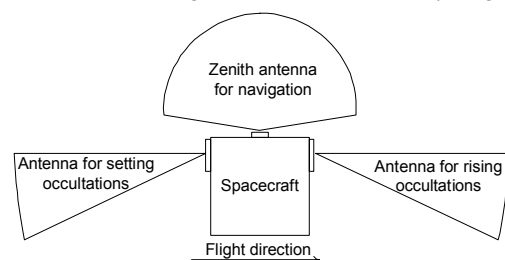 Zenith antenna
for navigation
Antenna for setting
occultations
Spacecraft
Antenna for rising
occultations
Flight direction